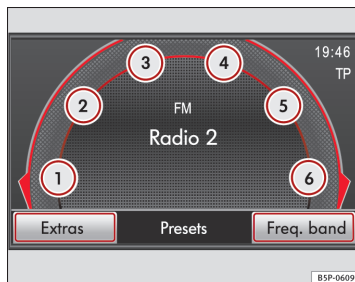 19:46
TP
3
4
2
5
FM
Radio 2
1
6
Extras
Presets
Freq. band
B5P-0609